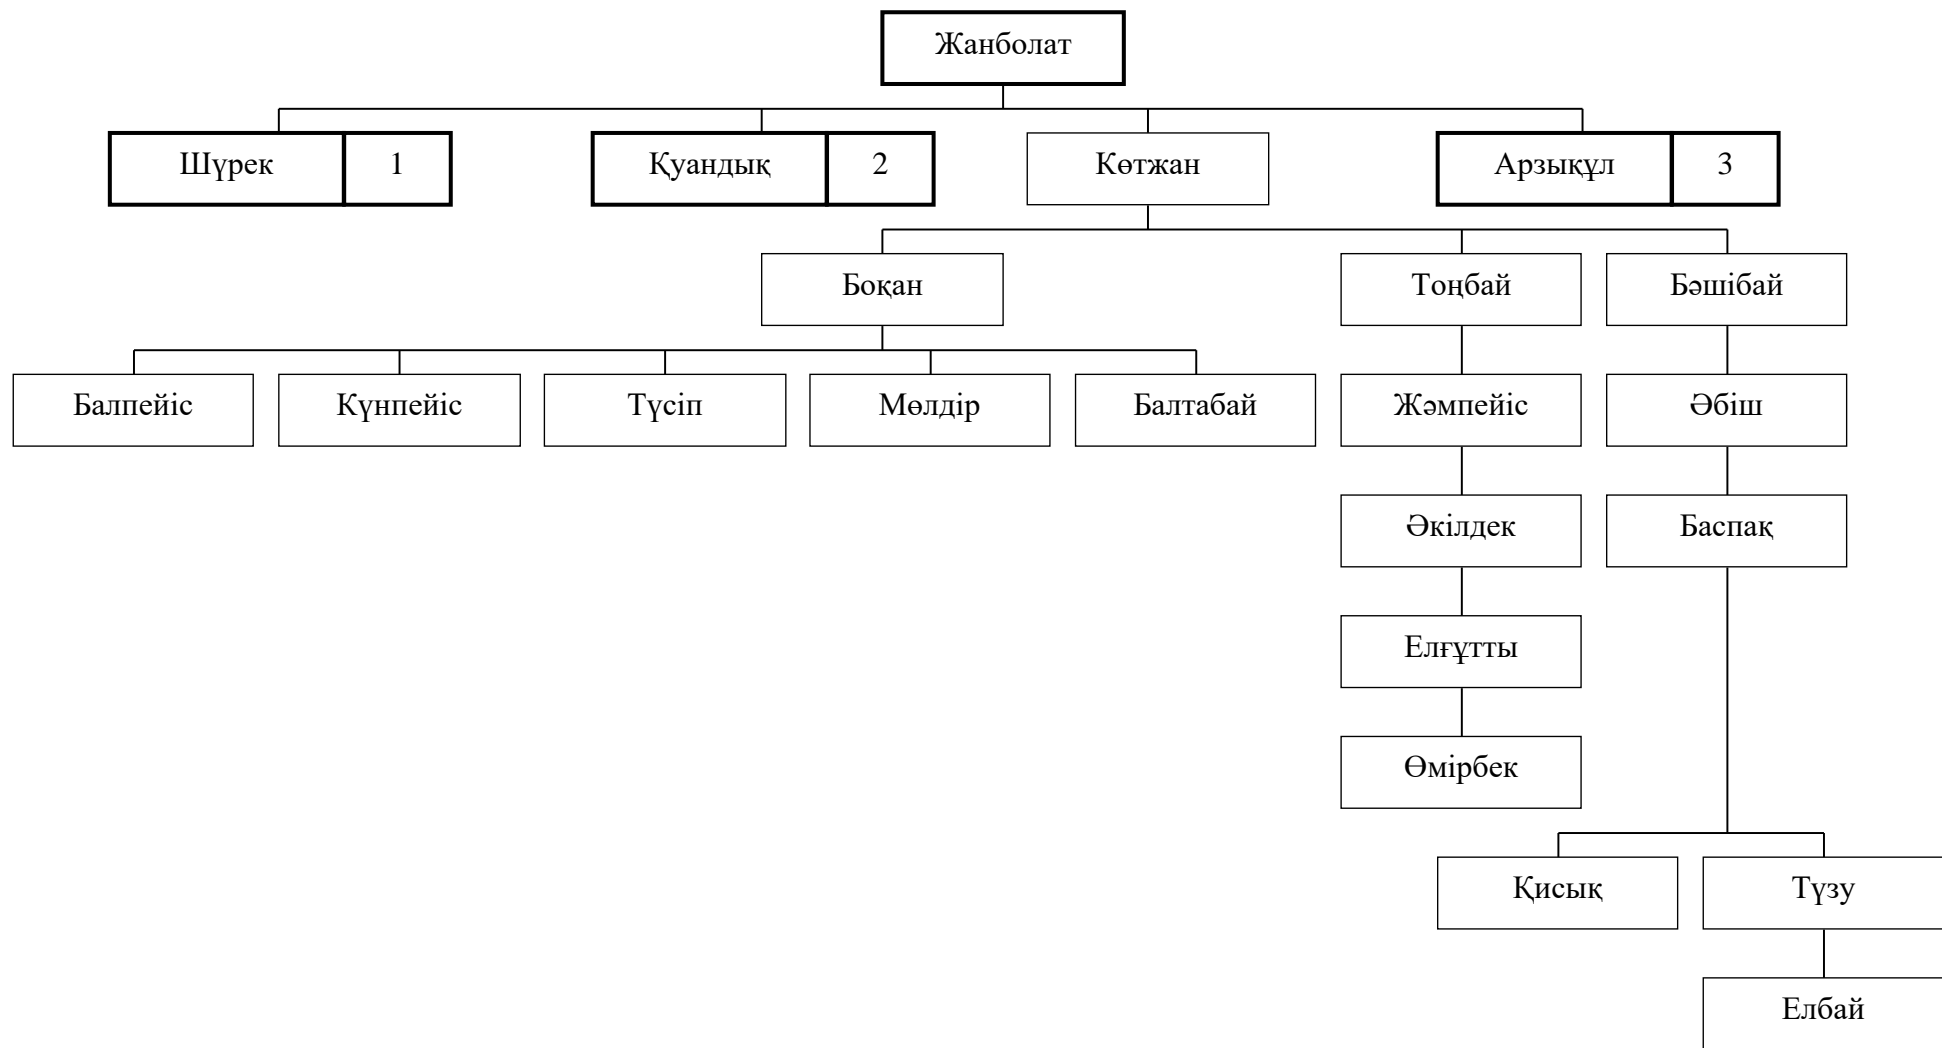 Жанболат
Шүрек 1 Қуандық 2 Көтжан Арзықұл 3
Боқан Тоңбай Бәшібай
Балпейіс Күнпейіс Түсіп Мөлдір Балтабай Жәмпейіс Әбіш
Әкілдек Баспақ
Елғұтты
Өмірбек
Қисық Түзу
Елбай